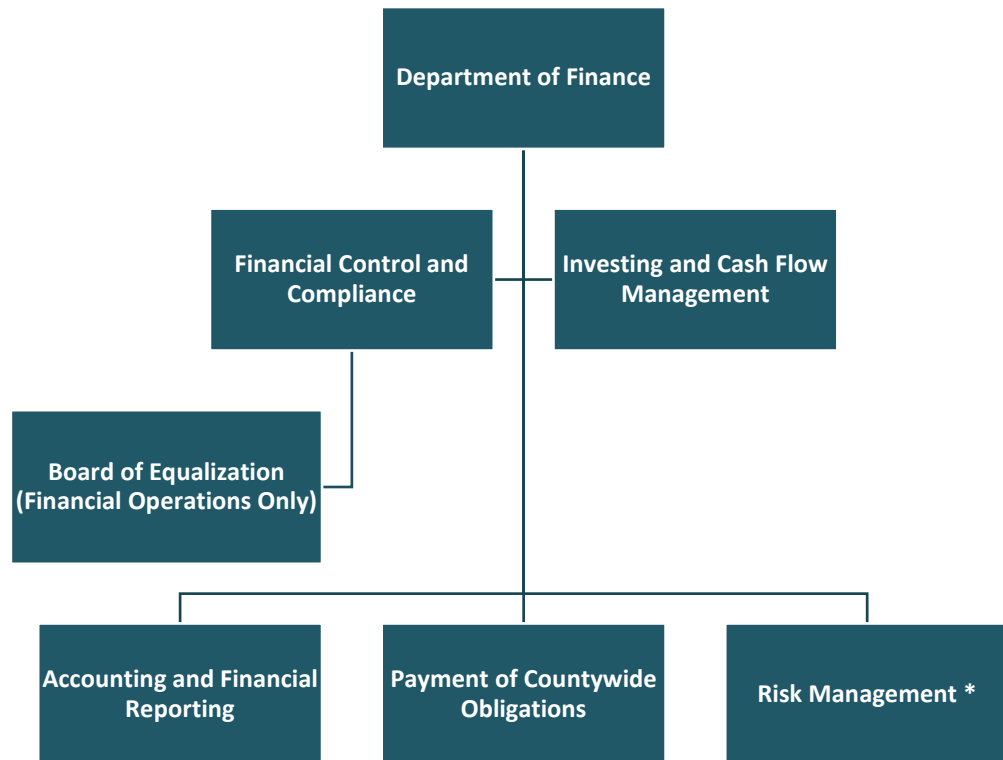 Department of Finance
Financial Control and
Compliance
Investing and Cash Flow
Management
Board of Equalization
(Financial Operations Only)
Accounting and Financial
Reporting
Payment of Countywide
Obligations
Risk Management *